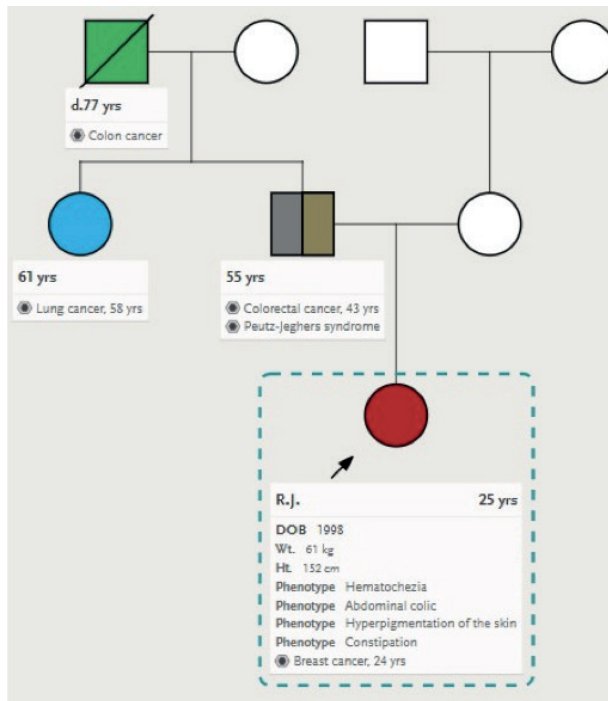 d.77 yrs
Colon cancer
61 yrs
Lung cancer, 58 yrs
55 yrs
Colorectal cancer, 43 yrs
Peutz-Jeghers syndrome
R.J. 25 yrs
DOB 1998
Wt. 61 kg
Ht. 152 cm
Phenotype Hematochezia
Phenotype Abdominal colic
Phenotype Hyperpigmentation of the skin
Phenotype Constipation
Breast cancer, 24 yrs